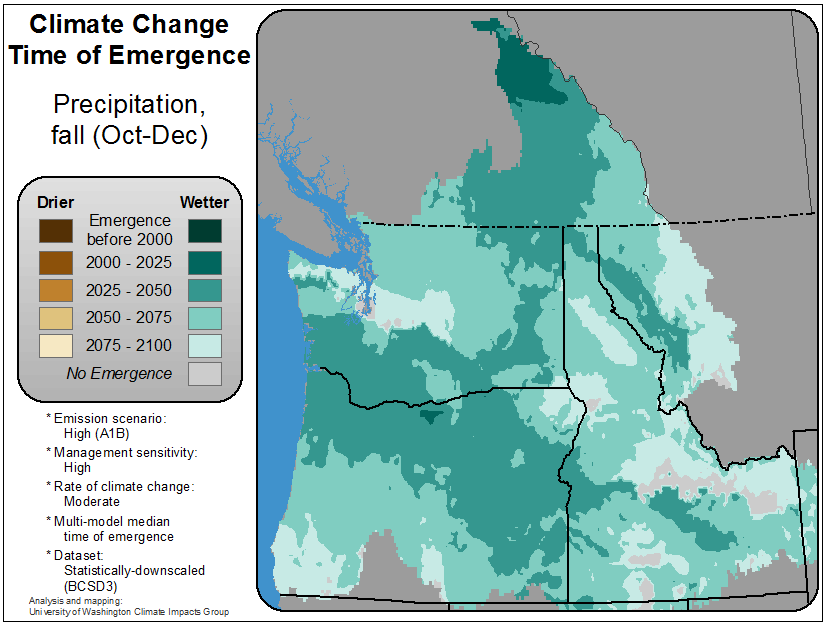 Climate Change
Time of Emergence
Precipitation,
fall (Oct-Dec)
Drier
Wetter
Emergence
before 2000
2000 - 2025
2025 - 2050
2050 - 2075
2075 - 2100
No Emergence
* Emission scenario:
High (A1B)
* Management sensitivity:
High
* Rate of climate change:
Moderate
* Multi-model median
time of emergence
* Dataset:
Statistically-downscaled
(BCSD3)
Analysis and mapping:
University of Washington Climate Impacts Group